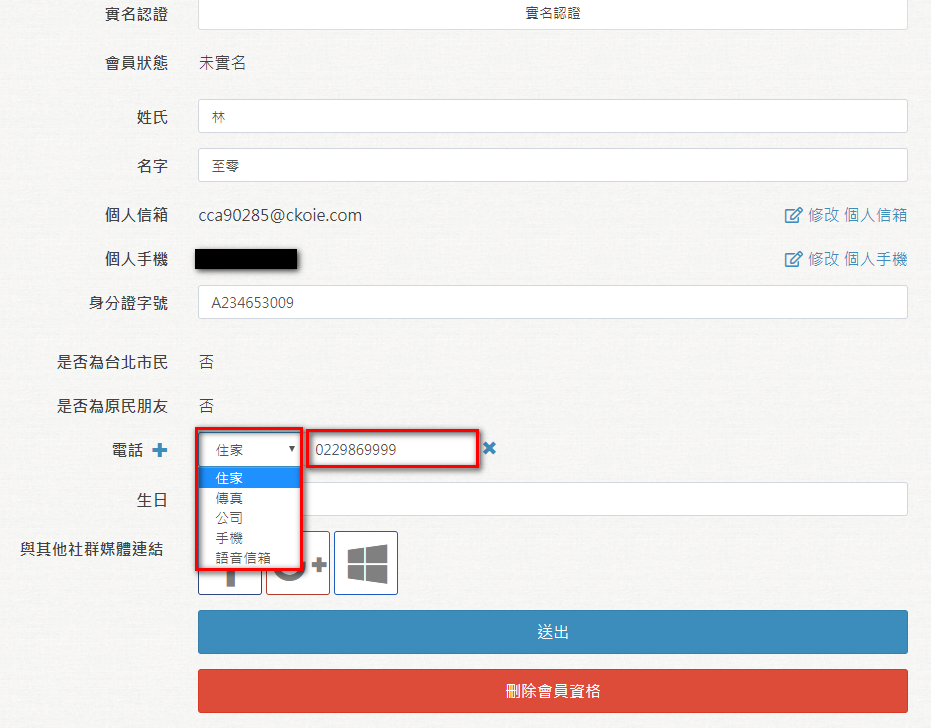 實名認證 實名認證
會員狀態 未實名
姓氏 林
名字 至零
個人信箱 cca90285@ckoie.com 修改 個人信箱
個人手機 修改 個人手機
身分證字號 A234653009
是否為台北市民 否
是否為原民朋友 否
電話 住家 0229869999
住家
傳真
生日
公司
手機
與其他社群媒體連結
語音信箱
送出
刪除會員資格